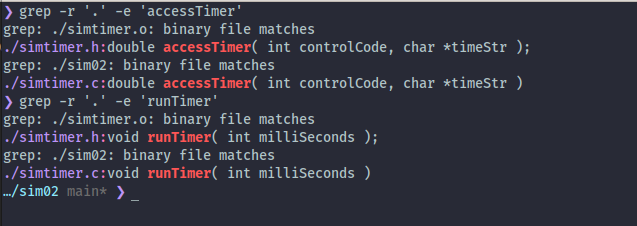 ❯ grep -r '.' -e 'accessTimer'
grep: ./simtimer.o: binary file matches
./simtimer.h:double accessTimer( int controlCode, char *timeStr );
grep: ./sim02: binary file matches
./simtimer.c:double accessTimer( int controlCode, char *timeStr )
❯ grep -r '.' -e 'runTimer'
grep: ./simtimer.o: binary file matches
./simtimer.h:void runTimer( int milliSeconds );
grep: ./sim02: binary file matches
./simtimer.c:void runTimer( int milliSeconds )
…/sim02 main* ❯ _